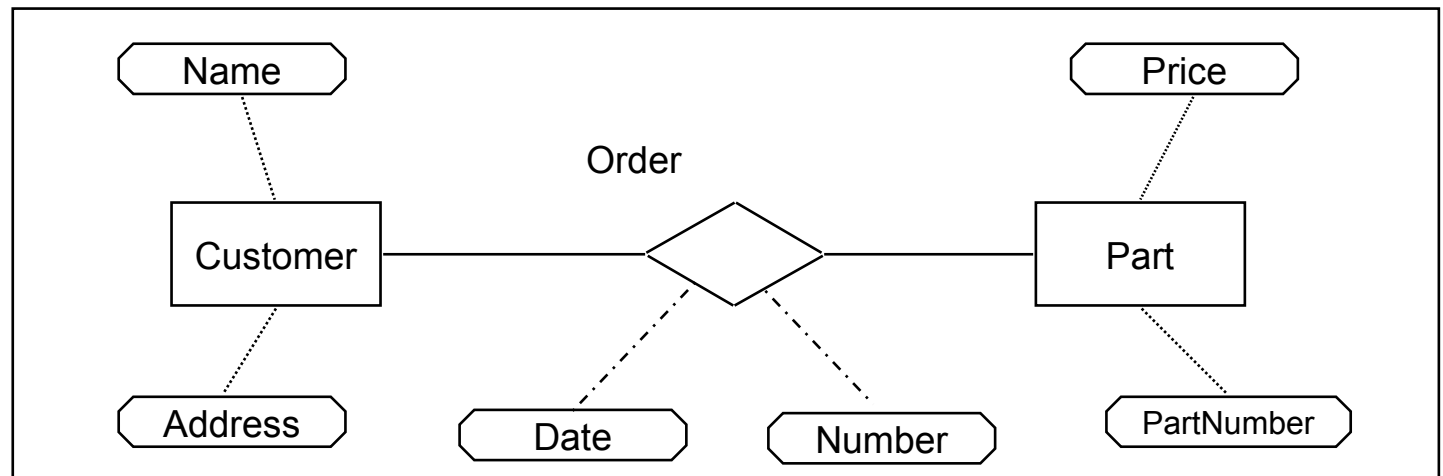 Name
Price
Order
Customer
Part
Address
Date
Number
PartNumber